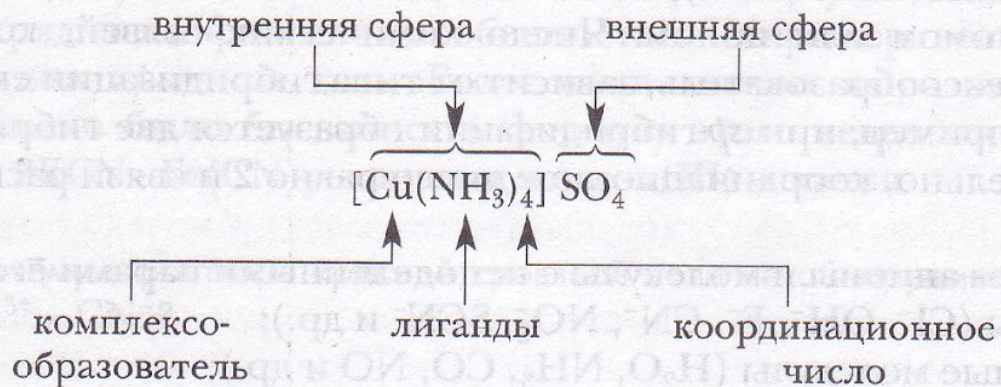 внутренняя сфера внешняя сфера
[Cu(NH₃)₄] SO₄
комплексо- лиганды координационное
образователь число